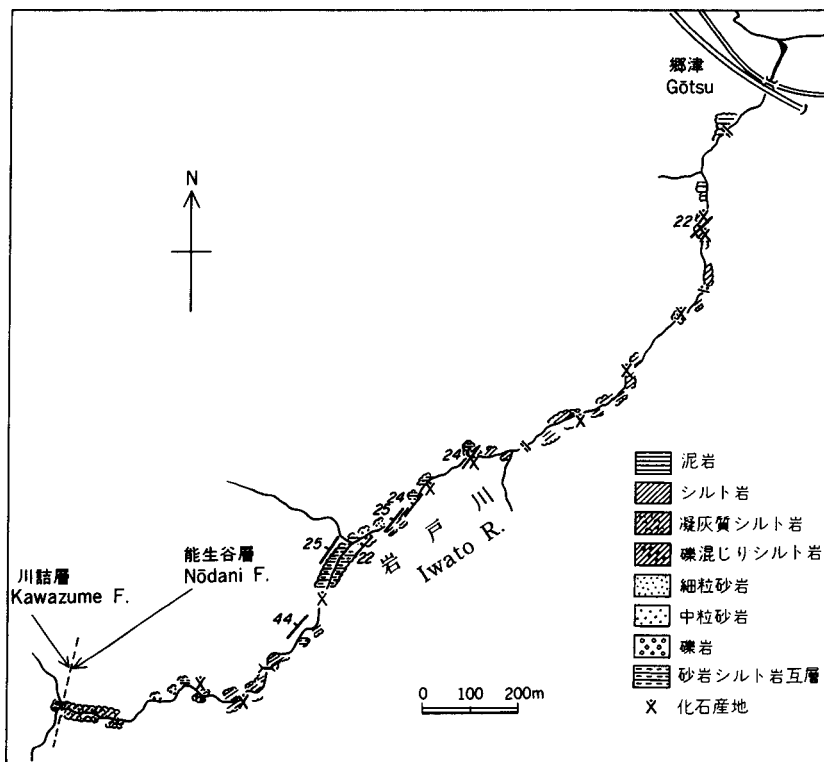 郷津
Gōtsu
N
22
24
24
25
25
22
岩戸川
Iwato R.
44
能生谷層
Nōdani F.
川詰層
Kawazume F.
0 100 200m
泥岩
シルト岩
凝灰質シルト岩
礫混じりシルト岩
細粒砂岩
中粒砂岩
礫岩
砂岩シルト岩互層
化石産地